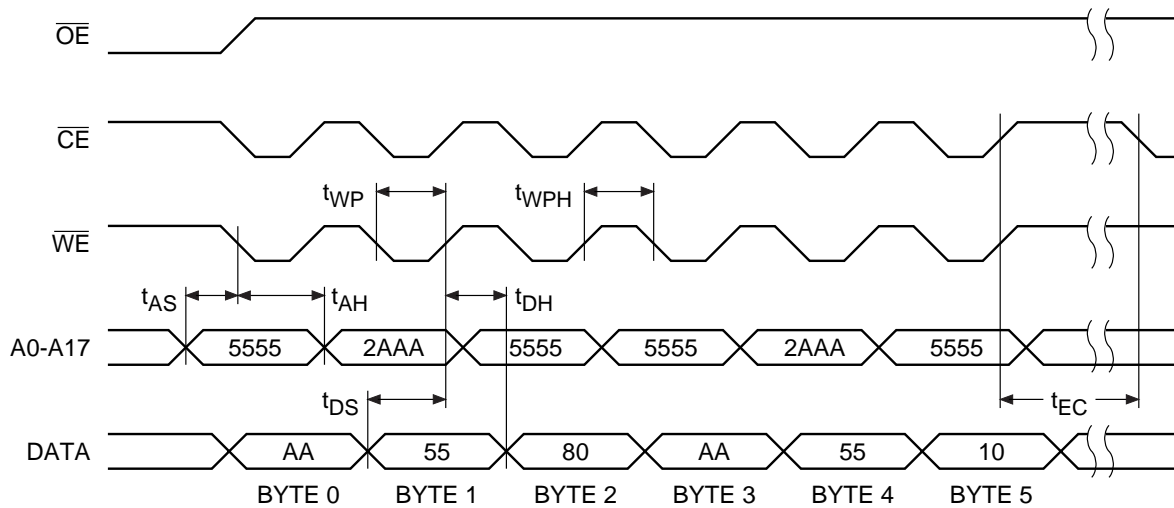 OE
CE
tWP tWPH
WE
tAS tAH tDH
A0-A17 5555 2AAA 5555 5555 2AAA 5555
tDS tEC
DATA AA 55 80 AA 55 10
BYTE 0 BYTE 1 BYTE 2 BYTE 3 BYTE 4 BYTE 5